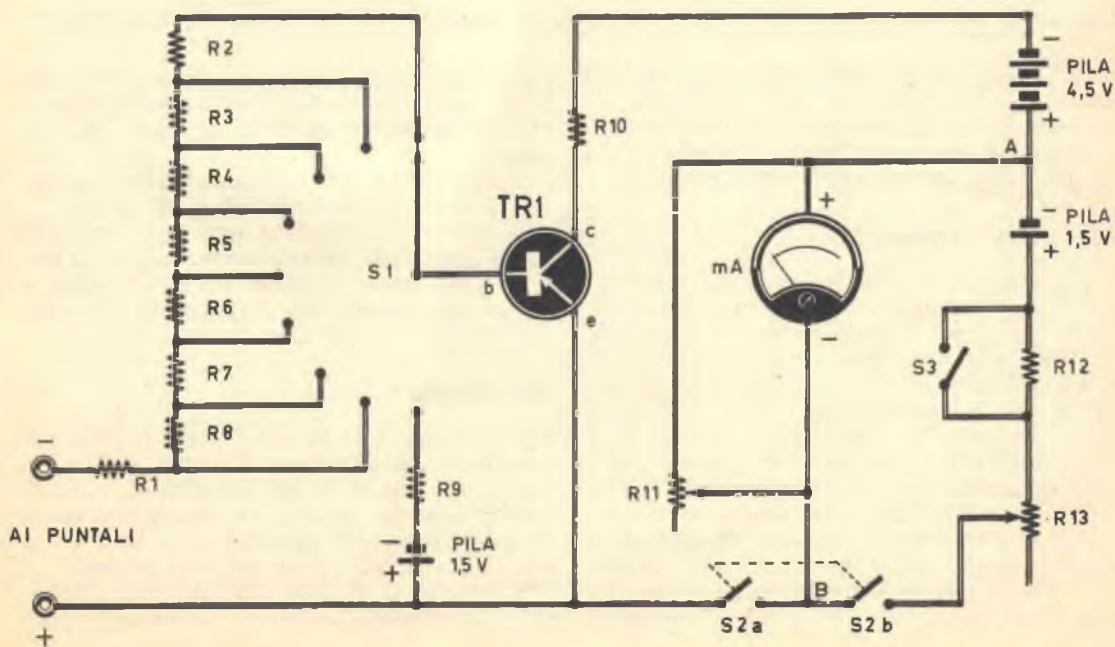 R2
R3
R4
R5
R6
R7
R8
R1
-
AI PUNTALI
+
S1
R9
-
+
PILA
1,5 V
TR1
b
c
e
R10
R11
mA
+
-
A
-
+
PILA
4,5 V
-
+
PILA
1,5 V
S3
R12
R13
B
S2a
S2b